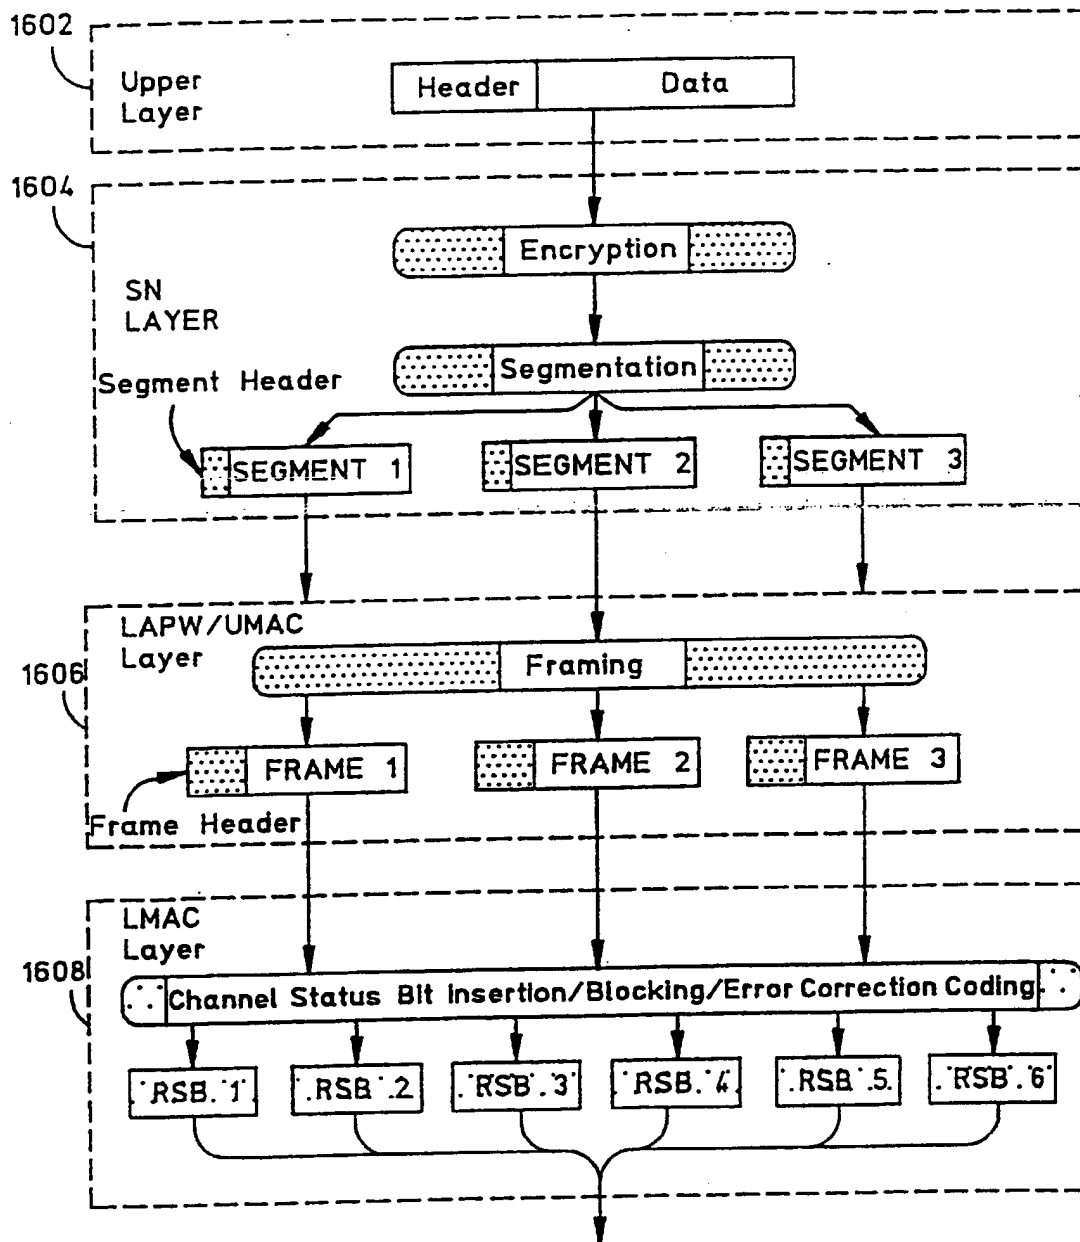 1602
Upper
Layer
Header
Data
1604
Encryption
SN
LAYER
Segmentation
Segment Header
SEGMENT 1
SEGMENT 2
SEGMENT 3
LAPW/UMAC
Layer
1606
Framing
FRAME 1
FRAME 2
FRAME 3
Frame Header
LMAC
Layer
1608
Channel Status Bit Insertion/Blocking/Error Correction Coding
RSB 1
RSB 2
RSB 3
RSB 4
RSB 5
RSB 6